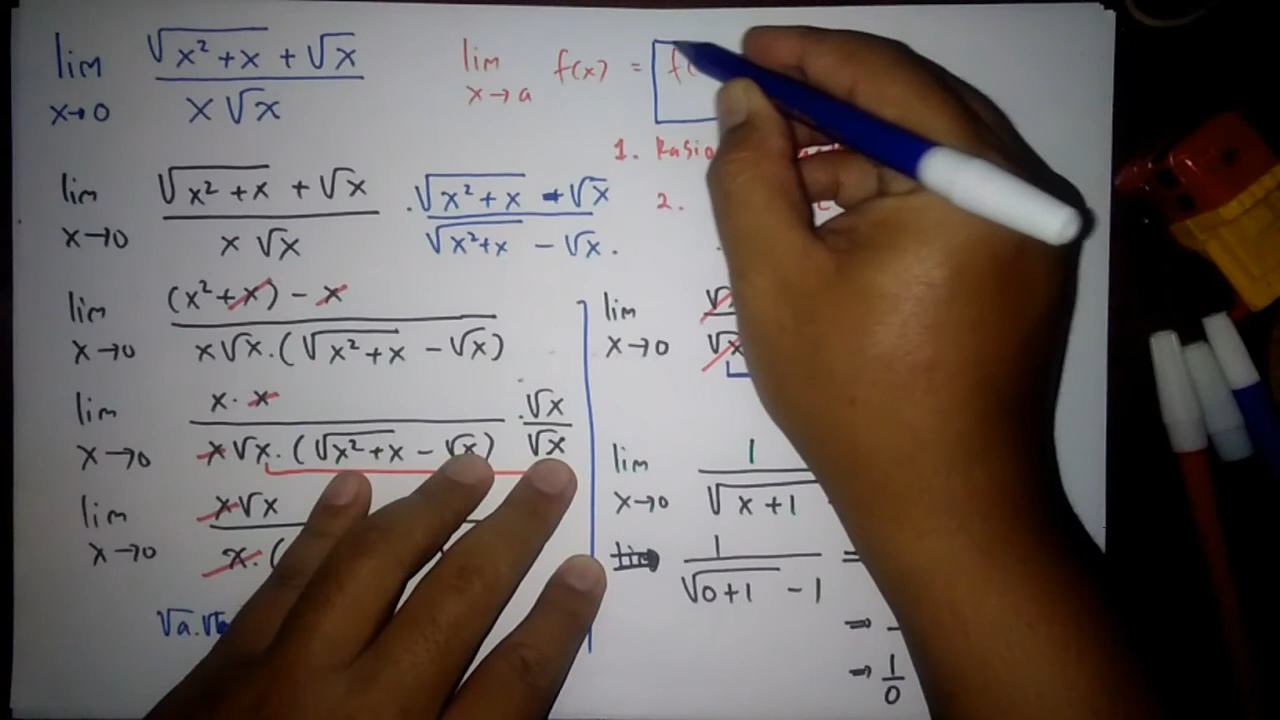 lim x→0 (√(x² + x) + √x) / (x √x)
lim x→a f(x) = f(
1. Rasio
2.
lim x→0 (√(x² + x) + √x) / (x √x) . (√(x² + x) - √x) / (√(x² + x) - √x) .
lim x→0 ((x² + x) - x) / (x√x . (√(x² + x) - √x))
lim x→0 (x . x) / (x√x . (√(x² + x) - √x)) . √x / √x
lim x→0 x√x / x . (
√a . √
lim x→0 √ / √x
lim x→0 1 / √(x + 1)
lim 1 / (√(0+1) - 1) =
=
→ 1/0